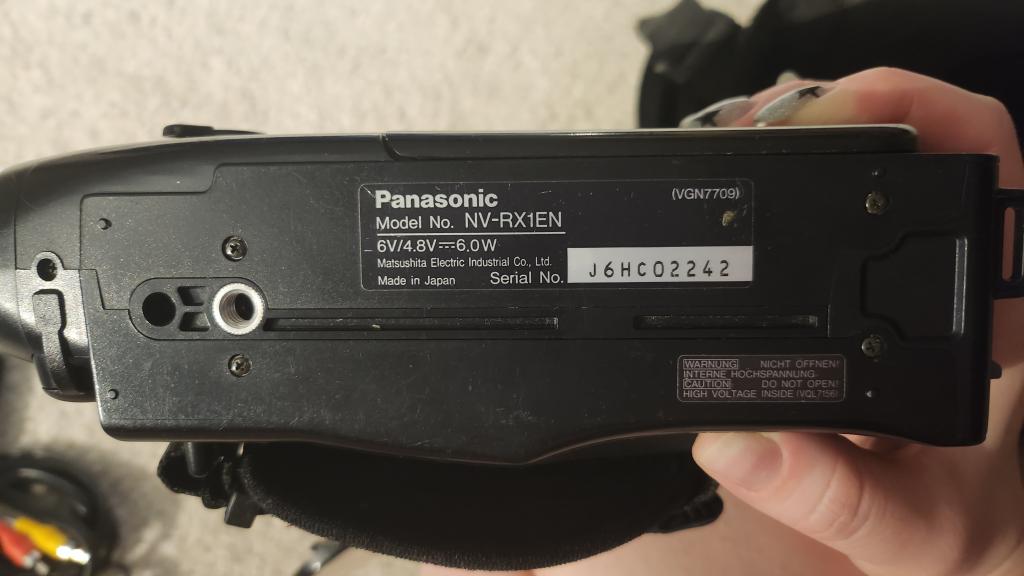 Panasonic (VGN7709)
Model No. NV-RX1EN
6V/4.8V⎓6.0W
Matsushita Electric Industrial Co., Ltd.
Made in Japan Serial No. J6HC02242
WARNUNG NICHT ÖFFNEN!
INTERNE HOCHSPANNUNG
CAUTION DO NOT OPEN!
HIGH VOLTAGE INSIDE (VQL7156)